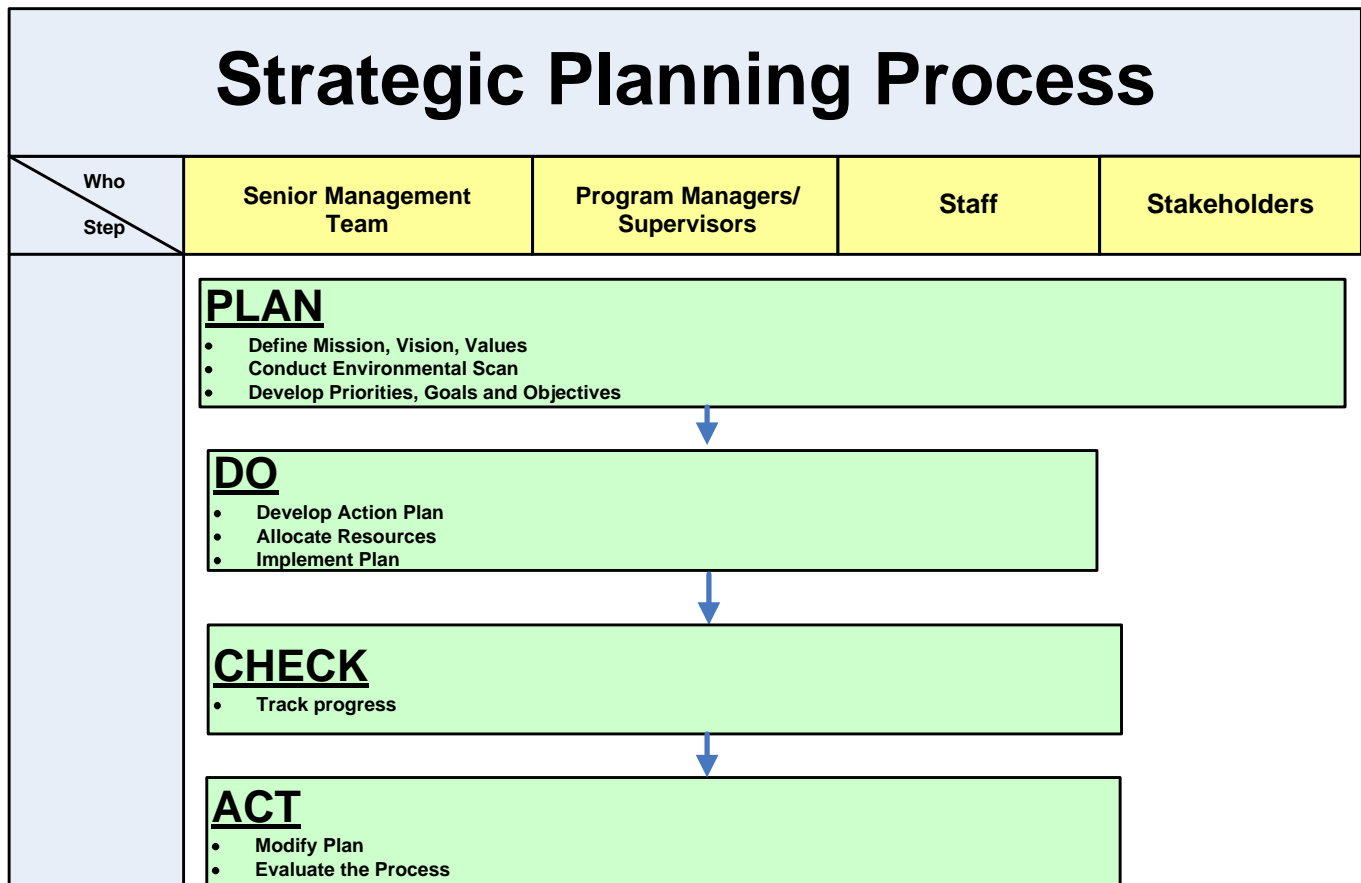 Strategic Planning Process
Who
Step
Senior Management
Team
Program Managers/
Supervisors
Staff
Stakeholders
PLAN
• Define Mission, Vision, Values
• Conduct Environmental Scan
• Develop Priorities, Goals and Objectives
DO
• Develop Action Plan
• Allocate Resources
• Implement Plan
CHECK
• Track progress
ACT
• Modify Plan
• Evaluate the Process